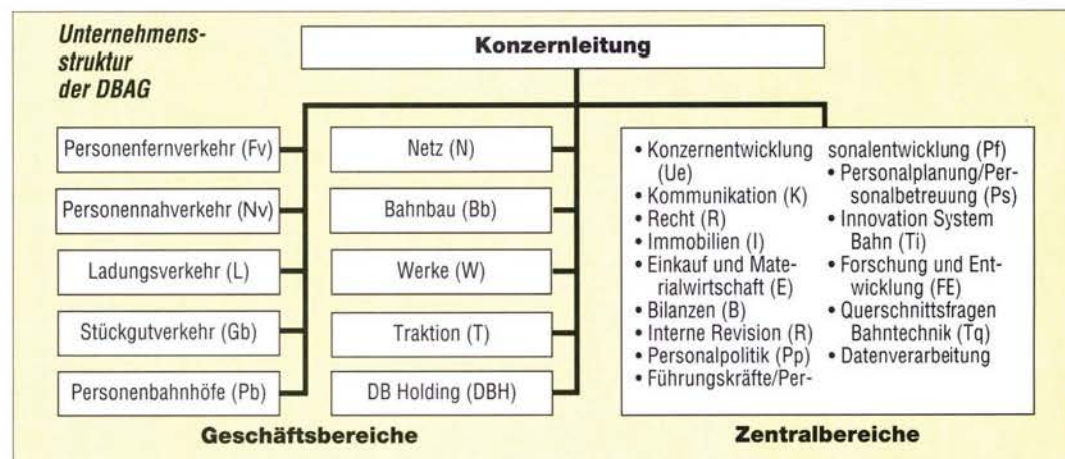 Unternehmens-
struktur
der DBAG
Konzernleitung
Personenfernverkehr (Fv)
Personennahverkehr (Nv)
Ladungsverkehr (L)
Stückgutverkehr (Gb)
Personenbahnhöfe (Pb)
Netz (N)
Bahnbau (Bb)
Werke (W)
Traktion (T)
DB Holding (DBH)
Geschäftsbereiche
• Konzernentwicklung
(Ue)
• Kommunikation (K)
• Recht (R)
• Immobilien (I)
• Einkauf und Mate-
rialwirtschaft (E)
• Bilanzen (B)
• Interne Revision (R)
• Personalpolitik (Pp)
• Führungskräfte/Per-
sonalentwicklung (Pf)
• Personalplanung/Per-
sonalbetreuung (Ps)
• Innovation System
Bahn (Ti)
• Forschung und Ent-
wicklung (FE)
• Querschnittsfragen
Bahntechnik (Tq)
• Datenverarbeitung
Zentralbereiche